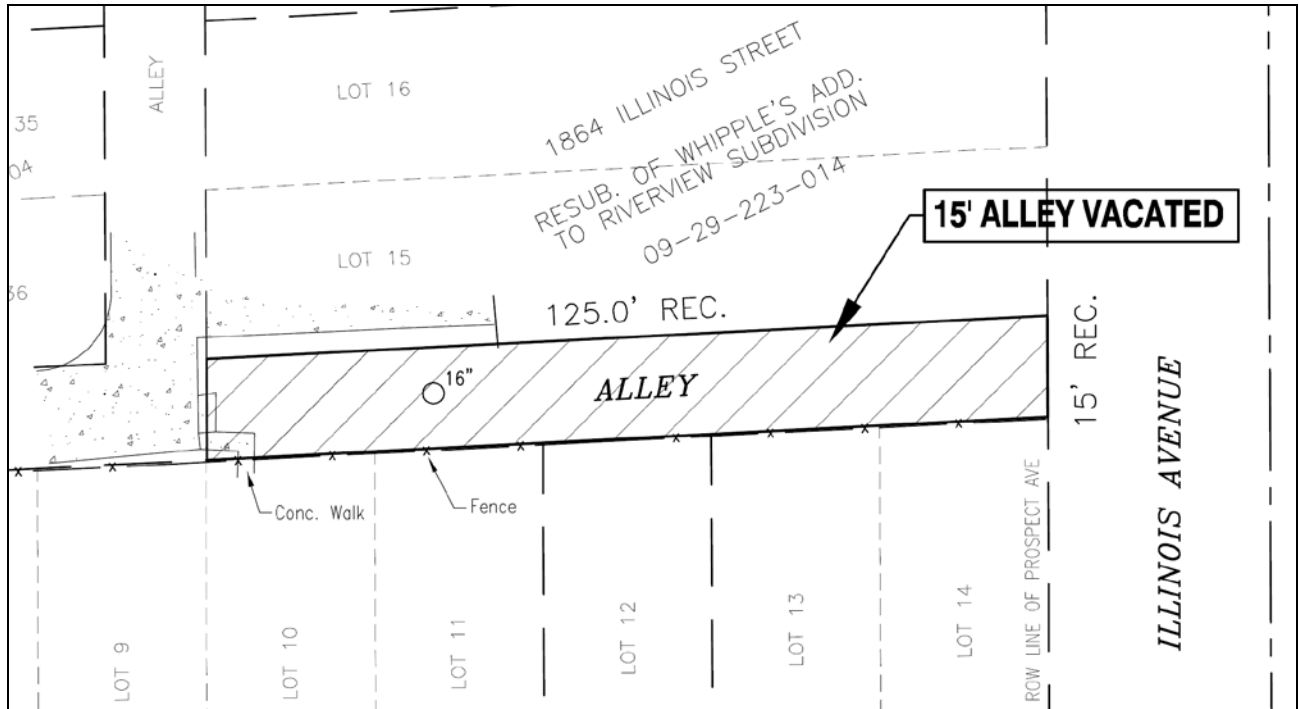 ALLEY
LOT 16
1864 ILLINOIS STREET
RESUB. OF WHIPPLE'S ADD.
TO RIVERVIEW SUBDIVISION
09-29-223-014
35
04
36
LOT 15
15' ALLEY VACATED
125.0' REC.
15' REC.
16"
ALLEY
ILLINOIS AVENUE
Conc. Walk
Fence
LOT 9
LOT 10
LOT 11
LOT 12
LOT 13
LOT 14
ROW LINE OF PROSPECT AVE